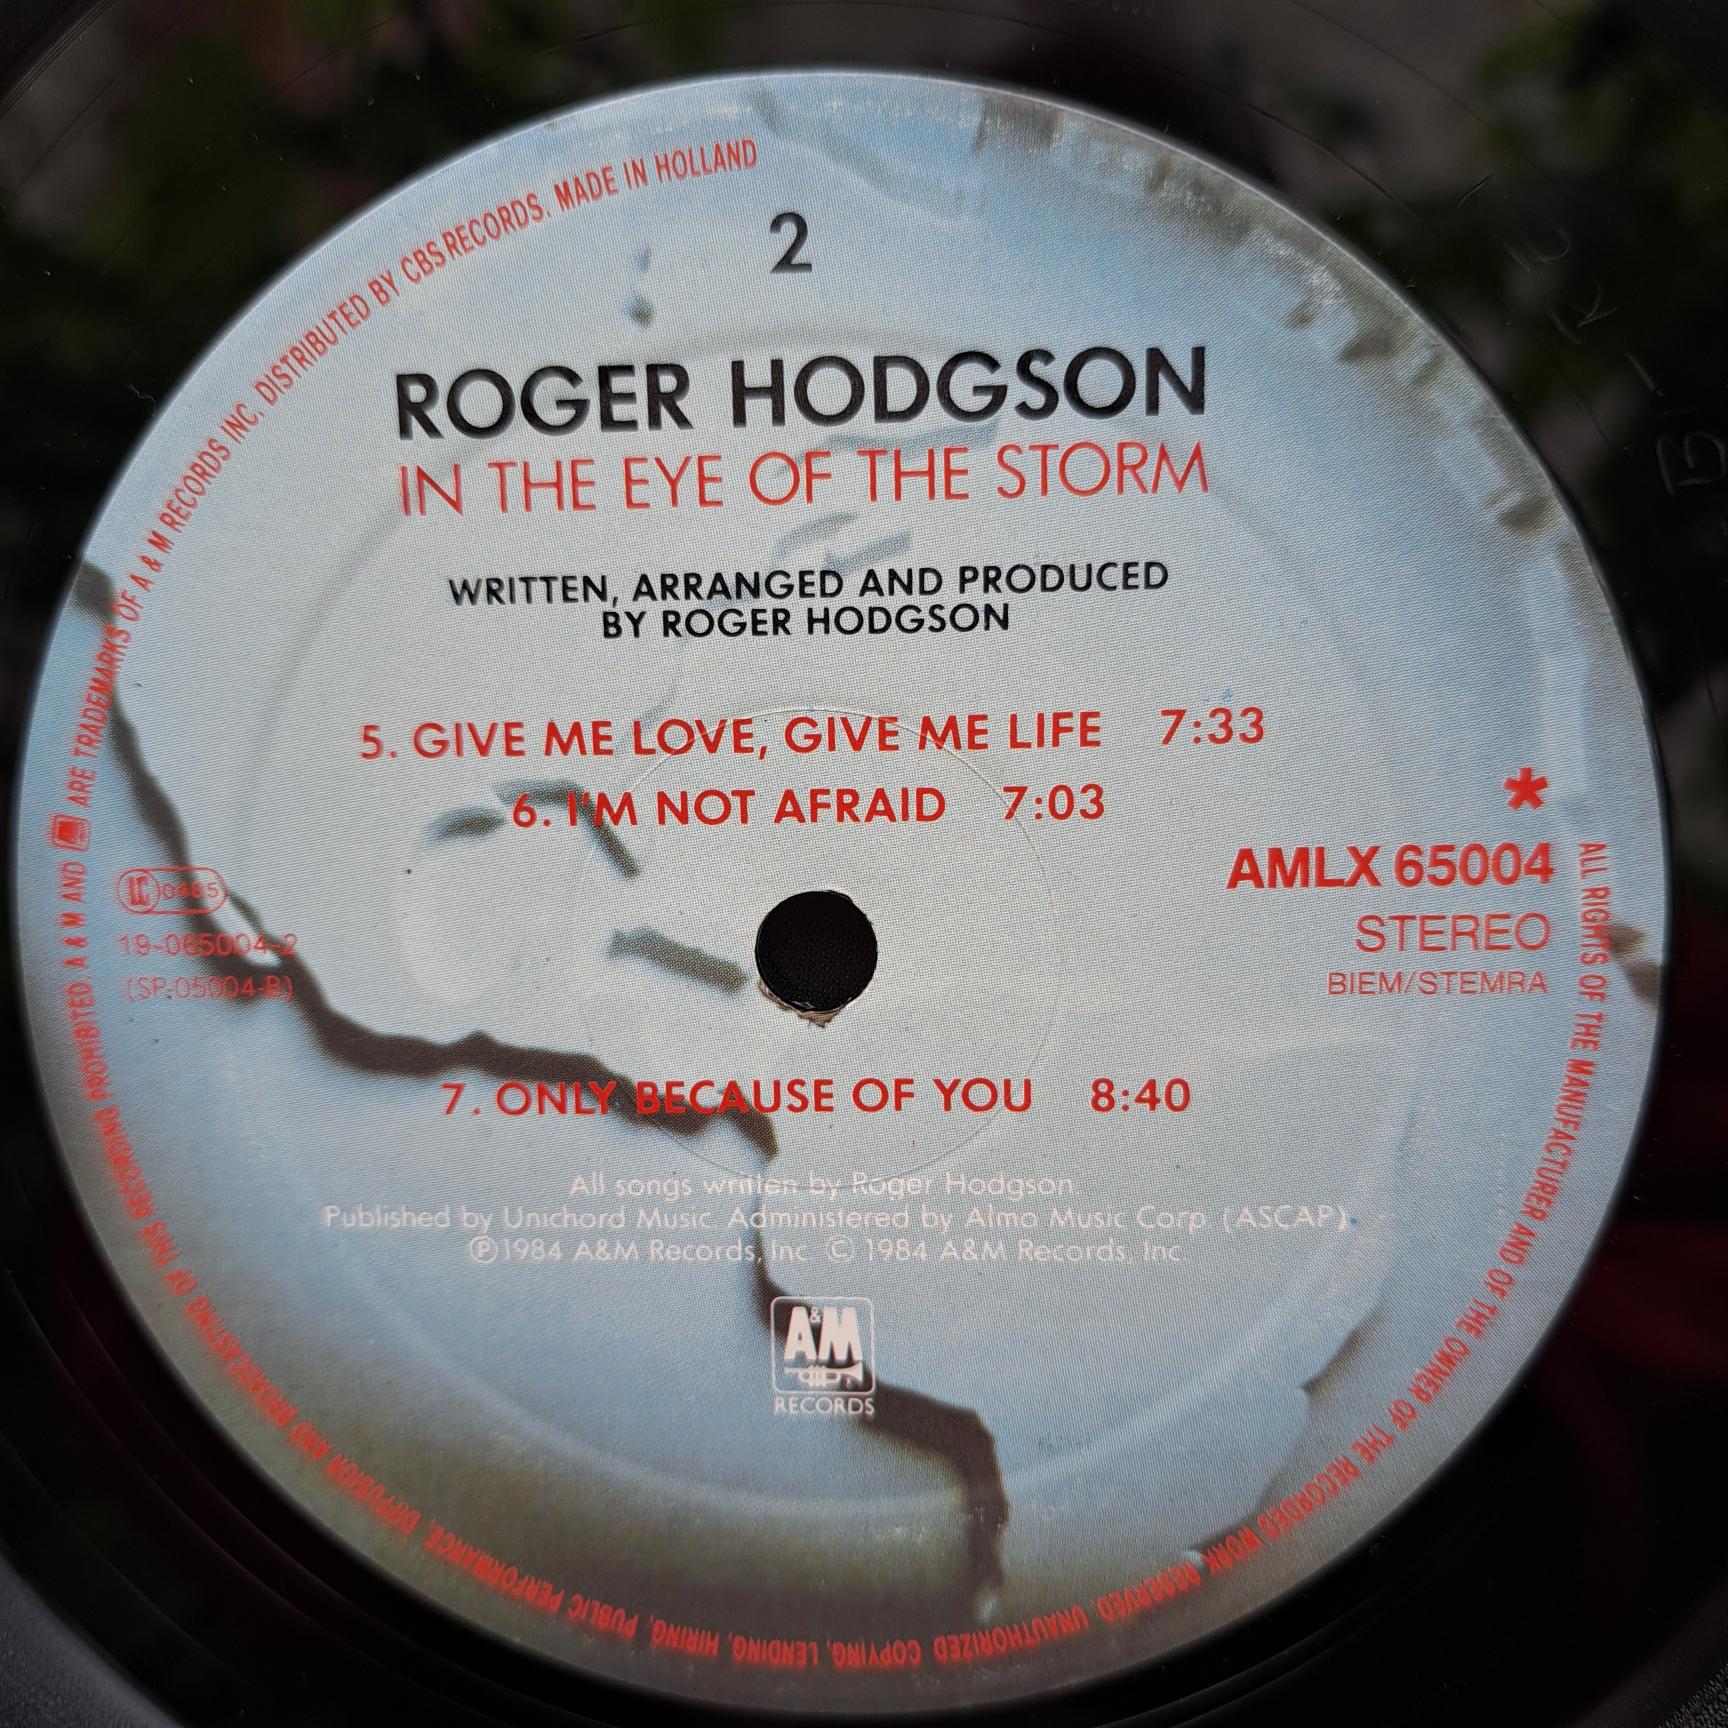 2
ROGER HODGSON
IN THE EYE OF THE STORM
WRITTEN, ARRANGED AND PRODUCED
BY ROGER HODGSON
5. GIVE ME LOVE, GIVE ME LIFE 7:33
6. I'M NOT AFRAID 7:03
*
AMLX 65004
STEREO
BIEM/STEMRA
LC 0485
19-065004-2
(SP-05004-B)
7. ONLY BECAUSE OF YOU 8:40
All songs written by Roger Hodgson.
Published by Unichord Music. Administered by Almo Music Corp. (ASCAP).
Ⓟ1984 A&M Records, Inc. © 1984 A&M Records, Inc.
A&M
RECORDS
ALL RIGHTS OF THE MANUFACTURER AND OF THE OWNER OF THE RECORDED WORK RESERVED. UNAUTHORIZED COPYING, LENDING, HIRING, PUBLIC PERFORMANCE, DIFFUSION AND BROADCASTING OF THIS RECORDING PROHIBITED. A & M AND A&M ARE TRADEMARKS OF A & M RECORDS INC. DISTRIBUTED BY CBS RECORDS. MADE IN HOLLAND